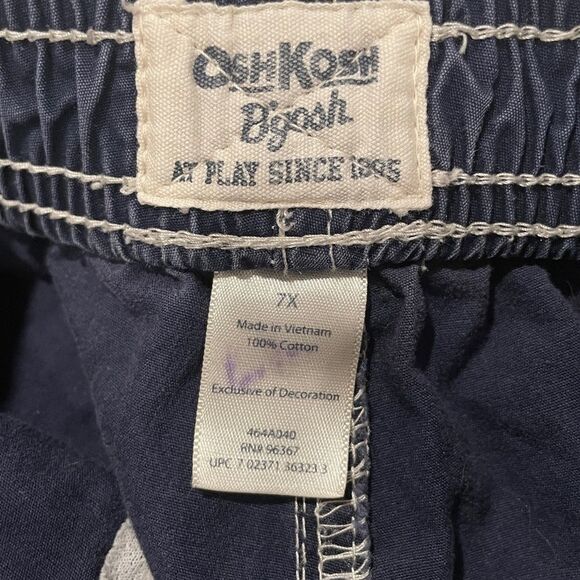 OSHKOSH
B'gosh
AT PLAY SINCE 1895
7X
Made in Vietnam
100% Cotton
Exclusive of Decoration
464A040
RN# 96367
UPC 7 02371 36323 3